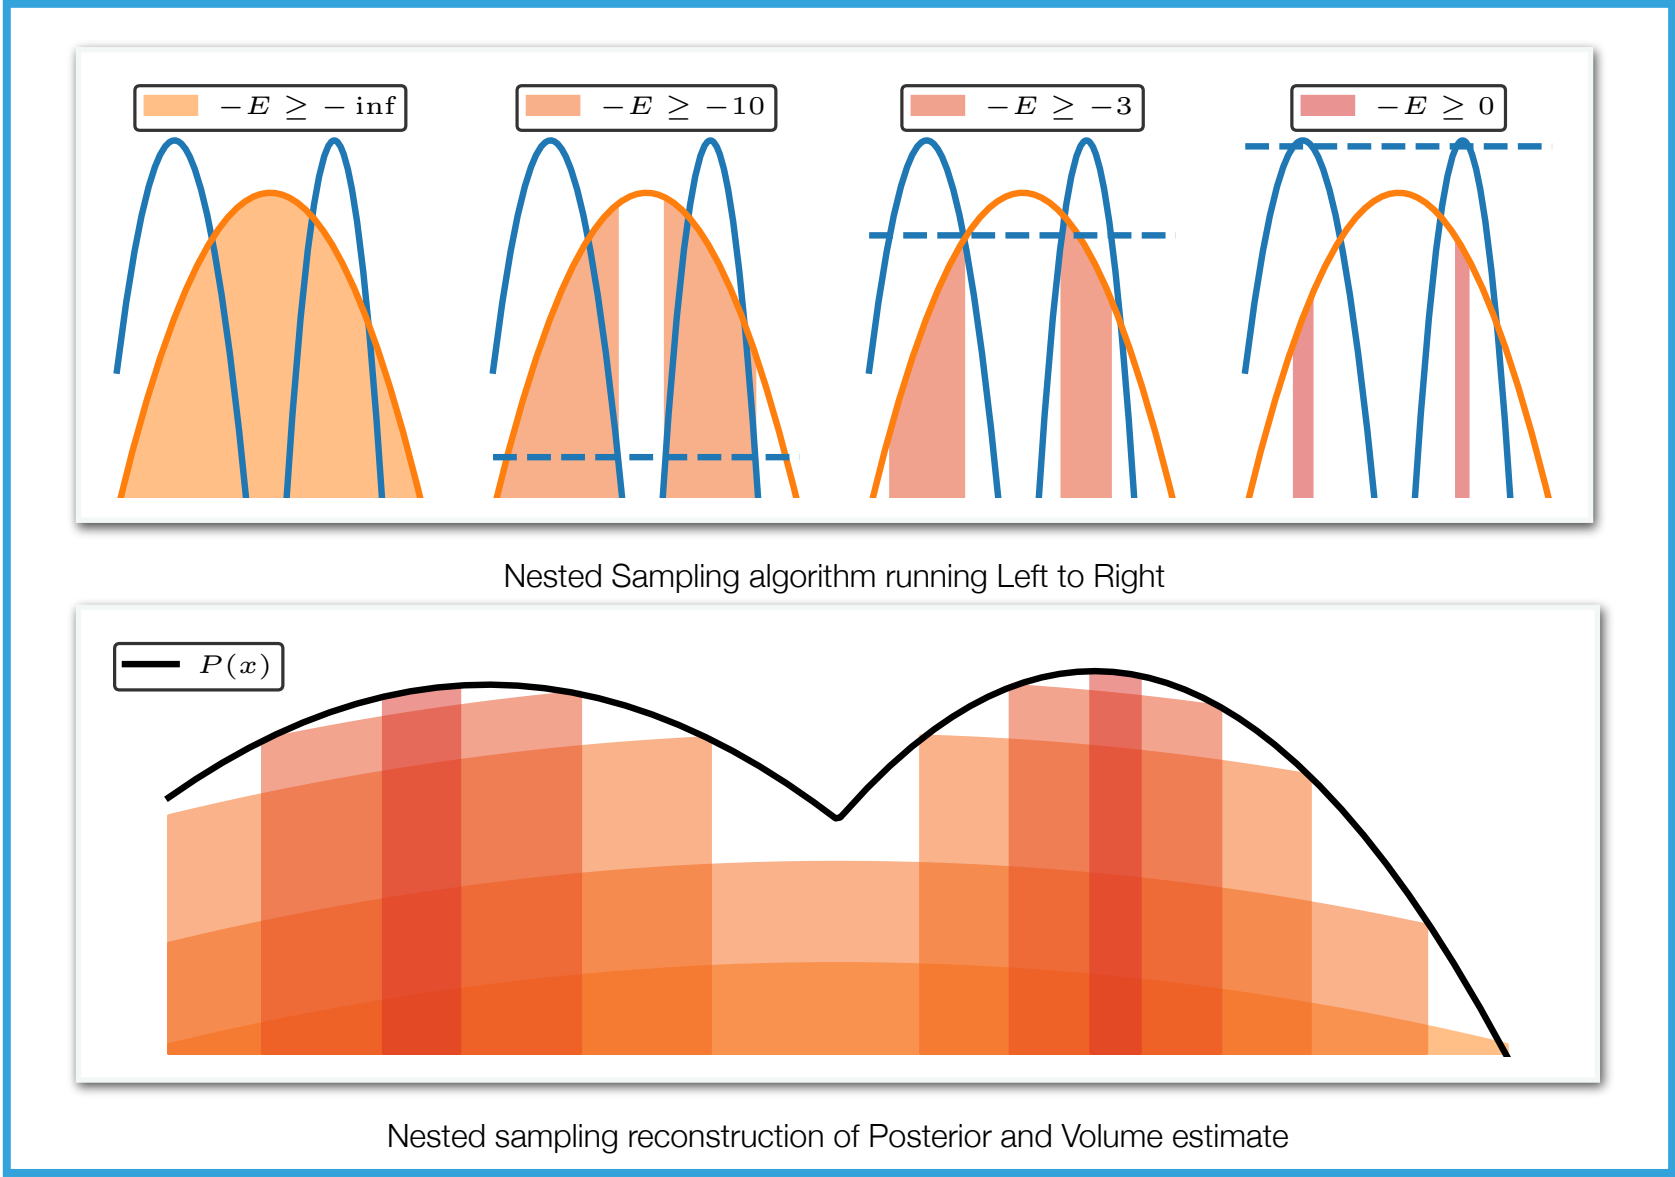 −E ≥ − inf
−E ≥ −10
−E ≥ −3
−E ≥ 0
Nested Sampling algorithm running Left to Right
P(x)
Nested sampling reconstruction of Posterior and Volume estimate